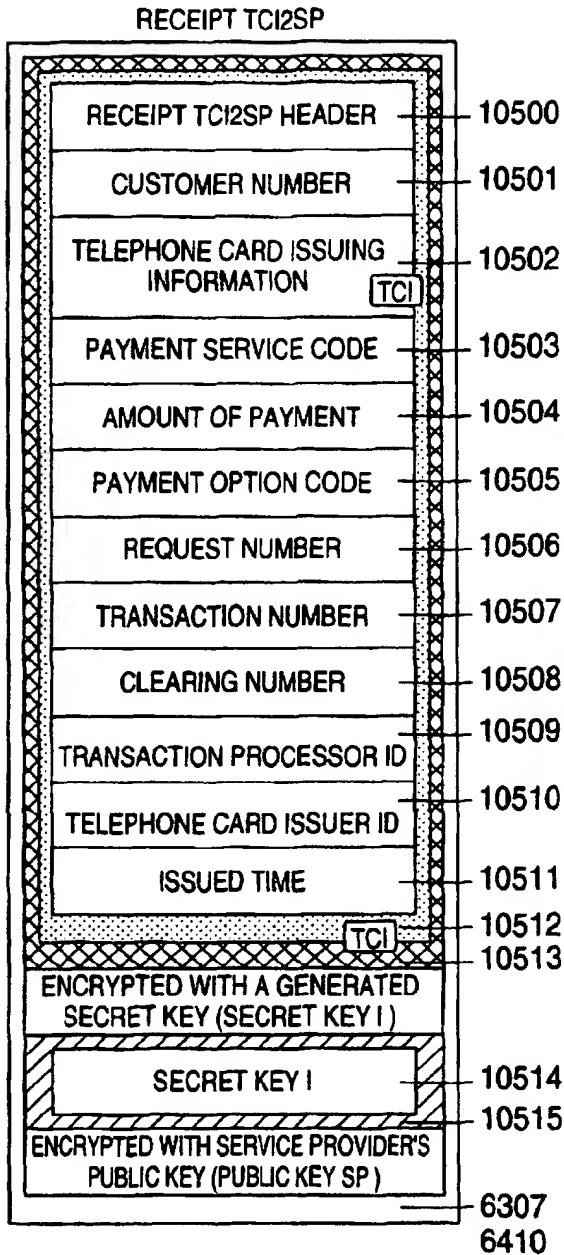 RECEIPT TCI2SP
RECEIPT TCI2SP HEADER 10500
CUSTOMER NUMBER 10501
TELEPHONE CARD ISSUING 10502
INFORMATION
TCI
PAYMENT SERVICE CODE 10503
AMOUNT OF PAYMENT 10504
PAYMENT OPTION CODE 10505
REQUEST NUMBER 10506
TRANSACTION NUMBER 10507
CLEARING NUMBER 10508
10509
TRANSACTION PROCESSOR ID
10510
TELEPHONE CARD ISSUER ID
ISSUED TIME 10511
10512
TCI
10513
ENCRYPTED WITH A GENERATED
SECRET KEY (SECRET KEY I )
SECRET KEY I 10514
10515
ENCRYPTED WITH SERVICE PROVIDER'S
PUBLIC KEY (PUBLIC KEY SP )
6307
6410